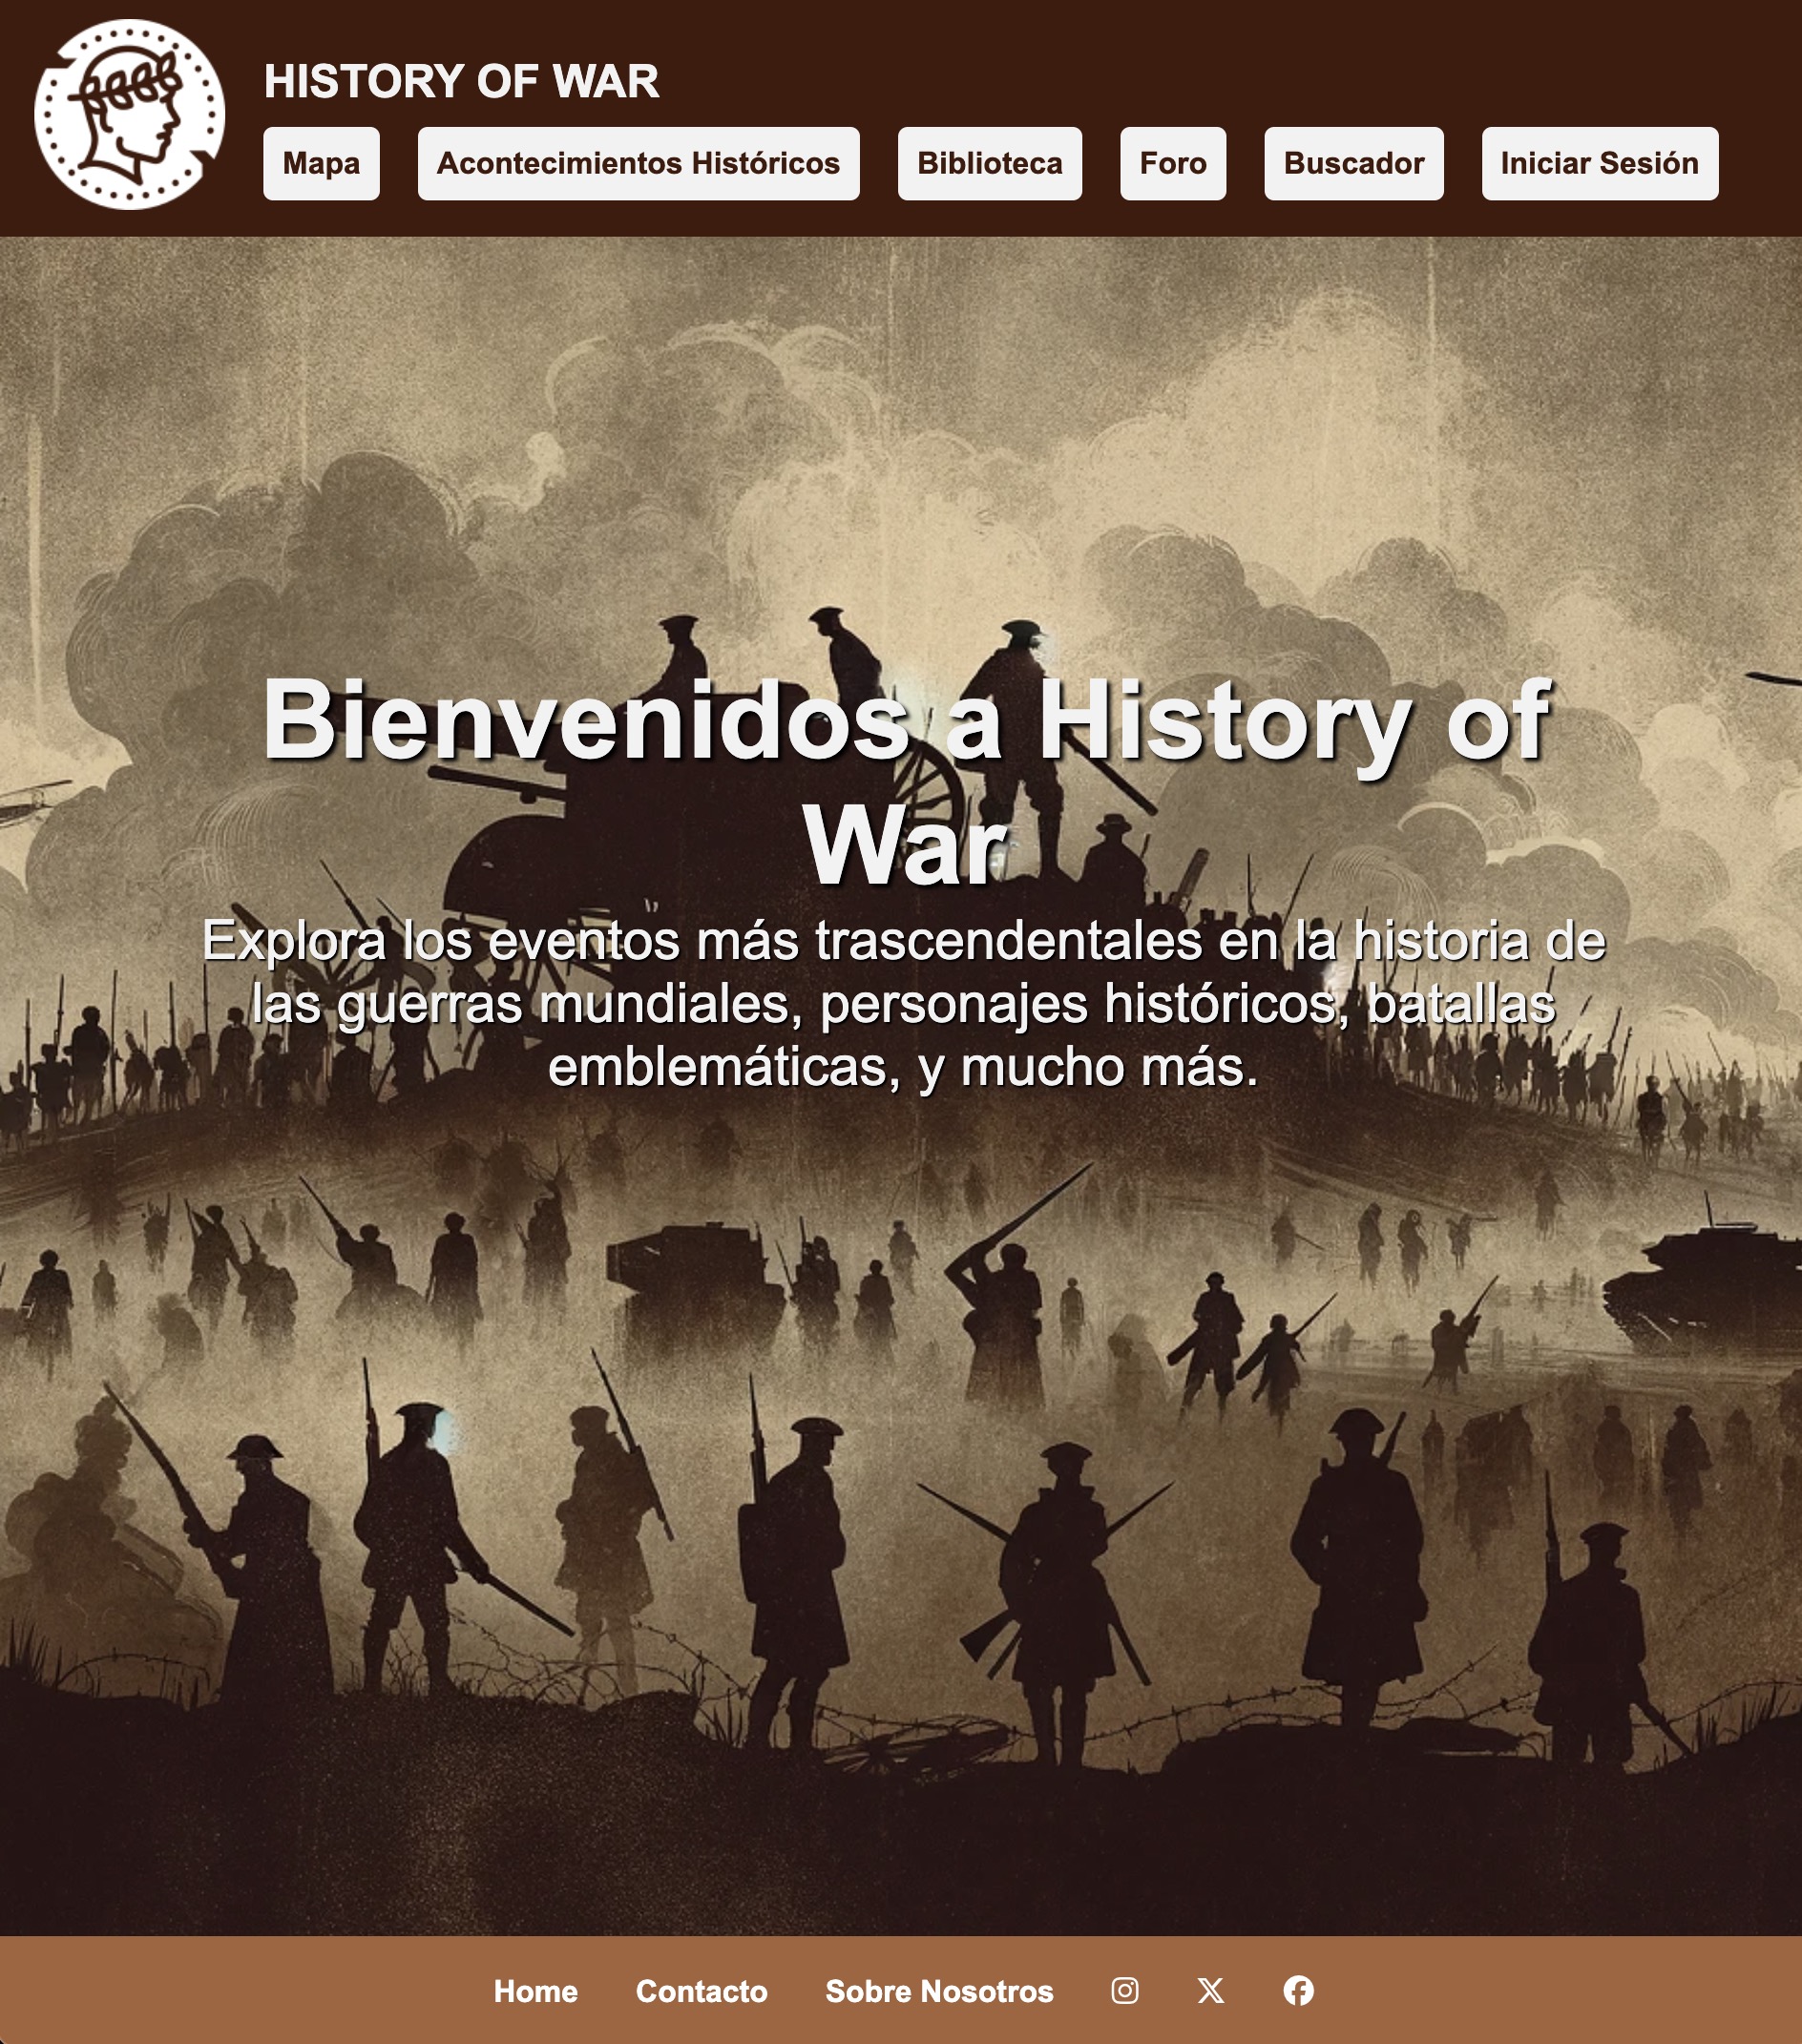 HISTORY OF WAR
Mapa
Acontecimientos Históricos
Biblioteca
Foro
Buscador
Iniciar Sesión
Bienvenidos a History of
War
Explora los eventos más trascendentales en la historia de
las guerras mundiales, personajes históricos, batallas
emblemáticas, y mucho más.
Home
Contacto
Sobre Nosotros